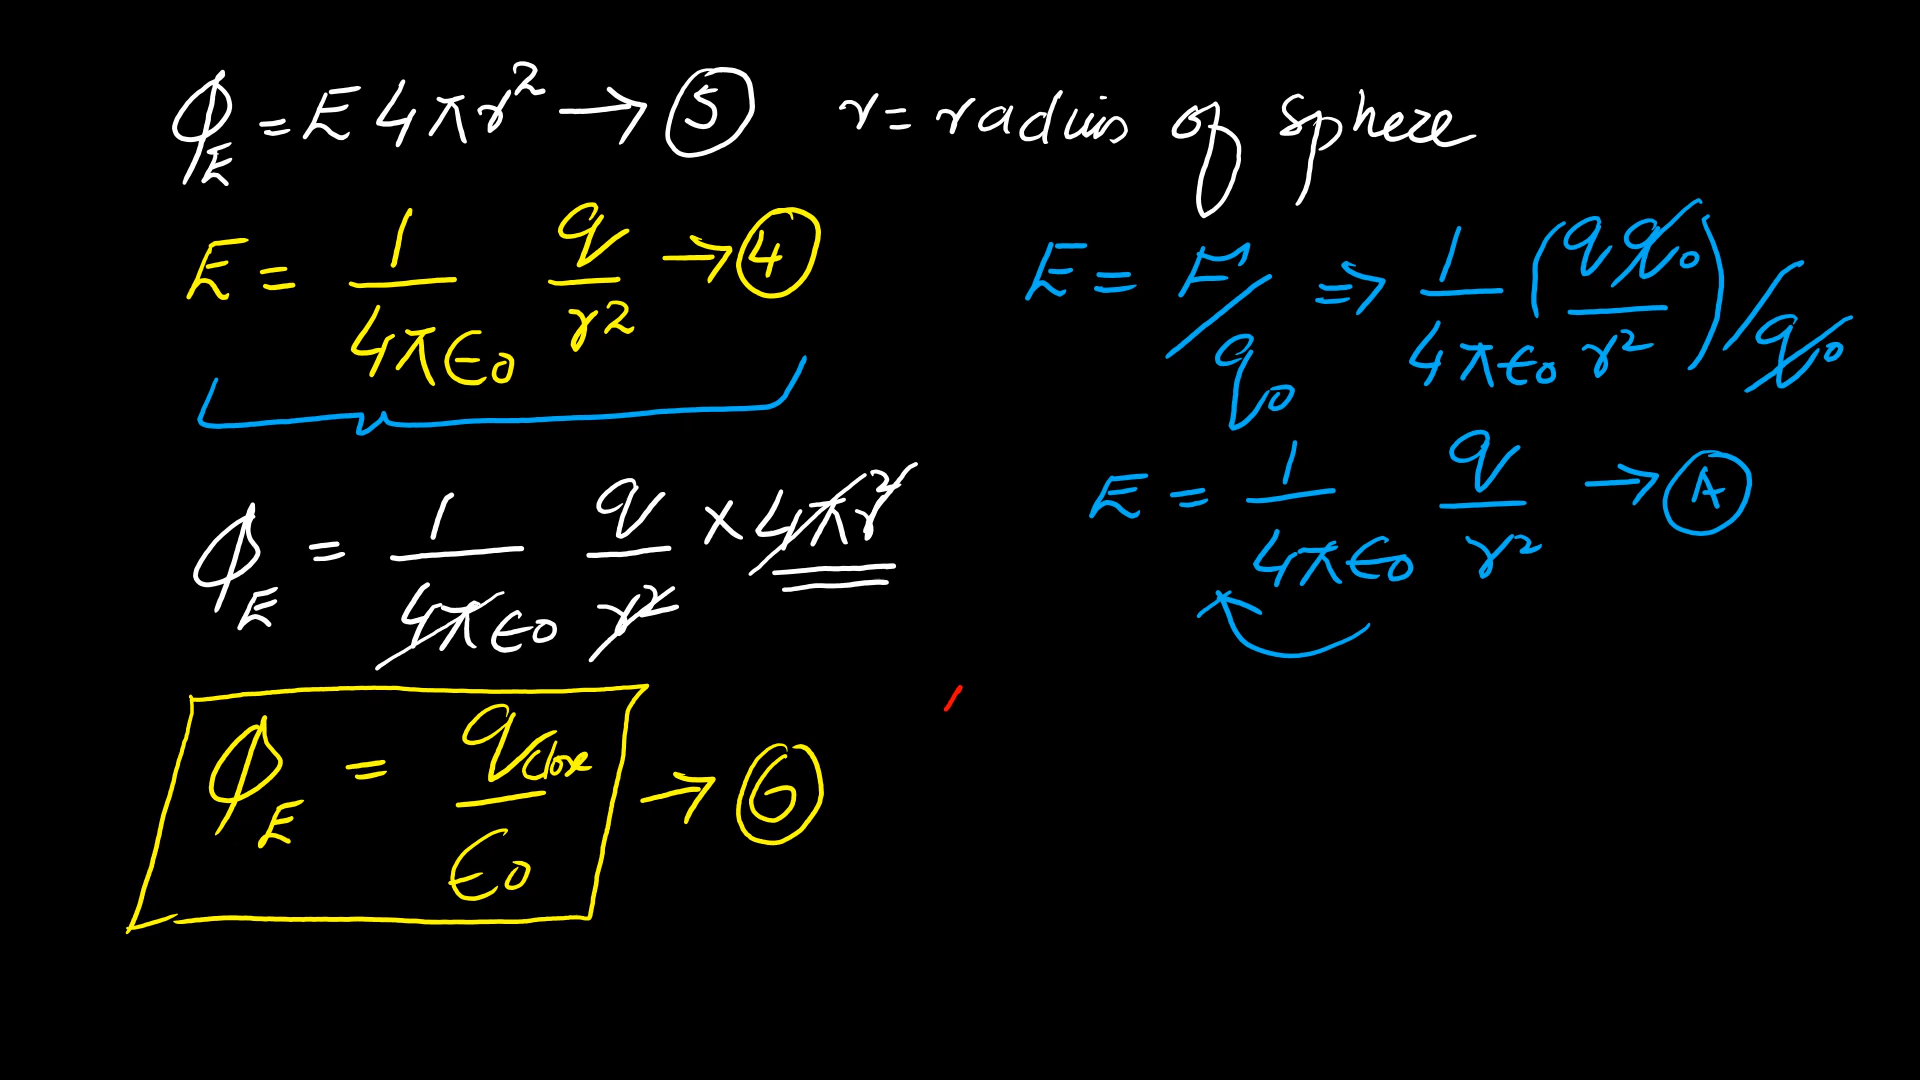 ϕ_E = E 4πr² → ⑤ r = radius of sphere
E = 1/4πϵ₀ q/r² → ④
E = F/q₀ ⇒ 1/4πϵ₀ (qq₀/r²)/q₀
E = 1/4πϵ₀ q/r² → Ⓐ
ϕ_E = 1/4πϵ₀ q/r² × 4πr²
ϕ_E = q/ϵ₀ → ⑥